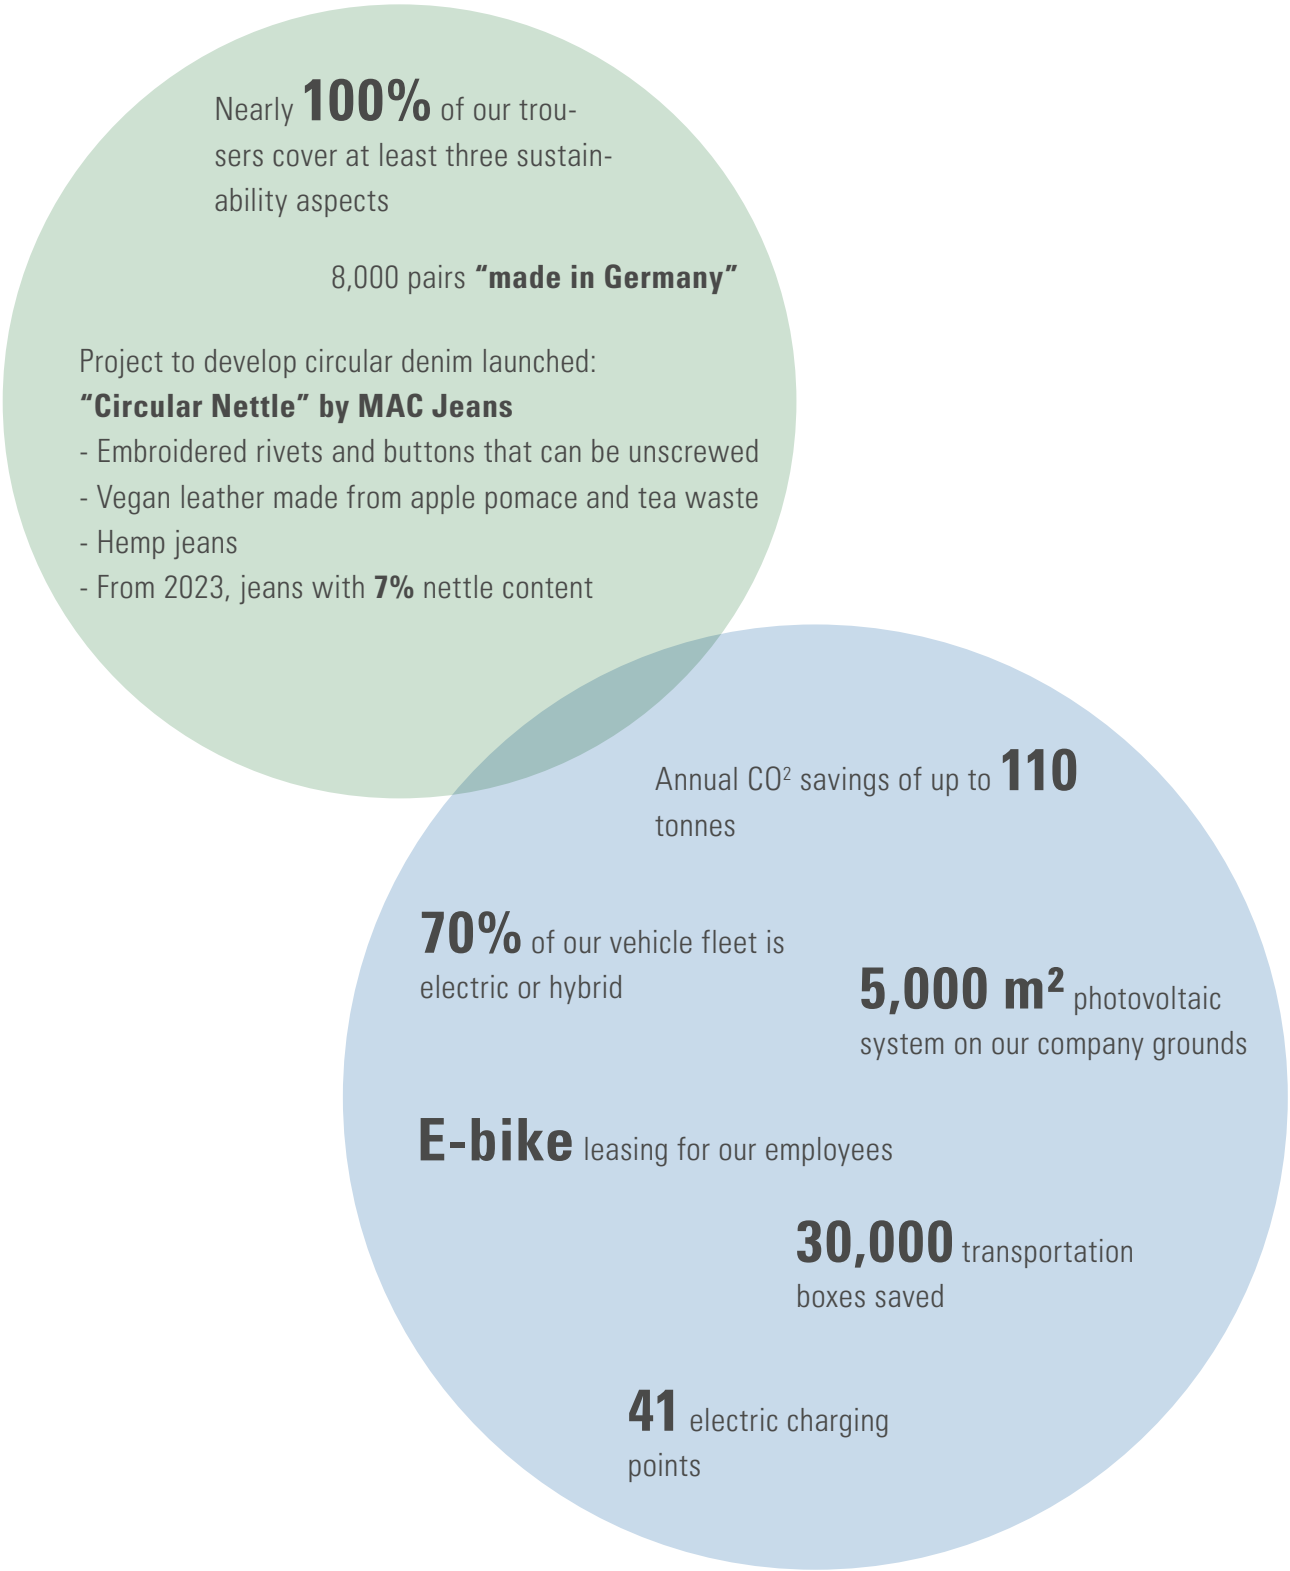 Nearly 100% of our trou-
sers cover at least three sustain-
ability aspects
8,000 pairs “made in Germany”
Project to develop circular denim launched:
“Circular Nettle” by MAC Jeans
- Embroidered rivets and buttons that can be unscrewed
- Vegan leather made from apple pomace and tea waste
- Hemp jeans
- From 2023, jeans with 7% nettle content
Annual CO² savings of up to 110
tonnes
70% of our vehicle fleet is
electric or hybrid
5,000 m² photovoltaic
system on our company grounds
E-bike leasing for our employees
30,000 transportation
boxes saved
41 electric charging
points